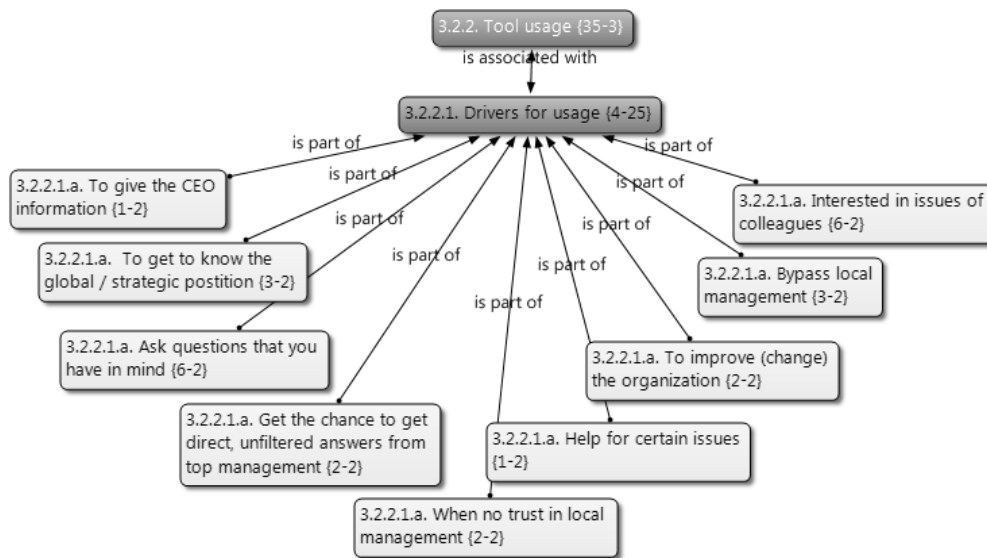 3.2.2. Tool usage {35-3}
is associated with
3.2.2.1. Drivers for usage {4-25}
is part of
is part of
is part of
is part of
is part of
is part of
is part of
is part of
is part of
3.2.2.1.a. To give the CEO
information {1-2}
3.2.2.1.a. Interested in issues of
colleagues {6-2}
3.2.2.1.a.  To get to know the
global / strategic postition {3-2}
3.2.2.1.a. Bypass local
management {3-2}
3.2.2.1.a. Ask questions that you
have in mind {6-2}
3.2.2.1.a. To improve (change)
the organization {2-2}
3.2.2.1.a. Get the chance to get
direct, unfiltered answers from
top management {2-2}
3.2.2.1.a. Help for certain issues
{1-2}
3.2.2.1.a. When no trust in local
management {2-2}